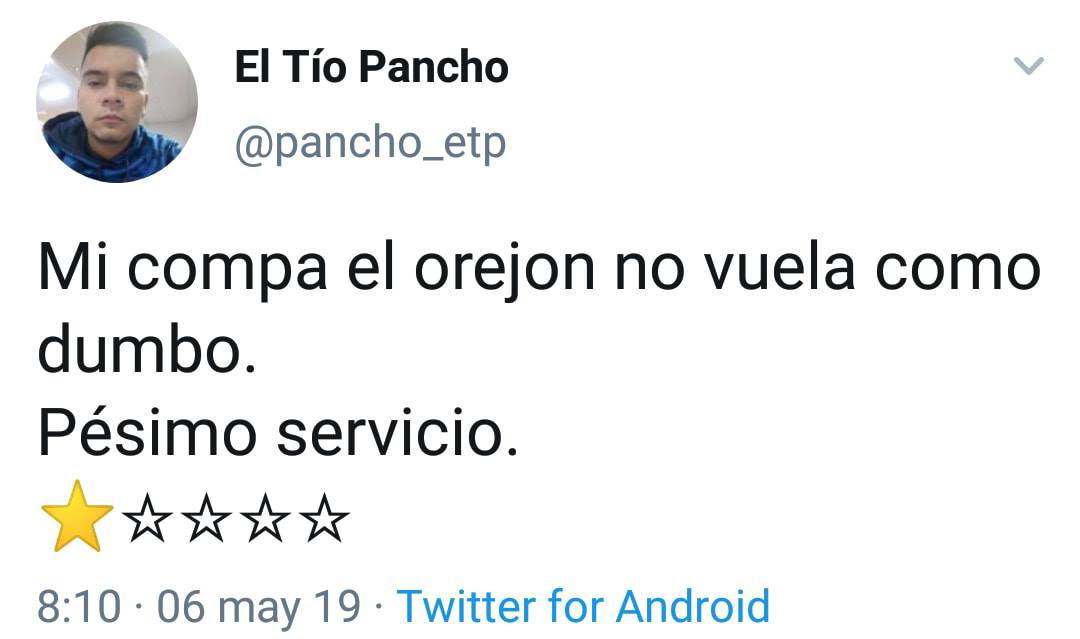 El Tío Pancho
@pancho_etp
Mi compa el orejon no vuela como
dumbo.
Pésimo servicio.
⭐☆☆☆☆
8:10 · 06 may 19 · Twitter for Android